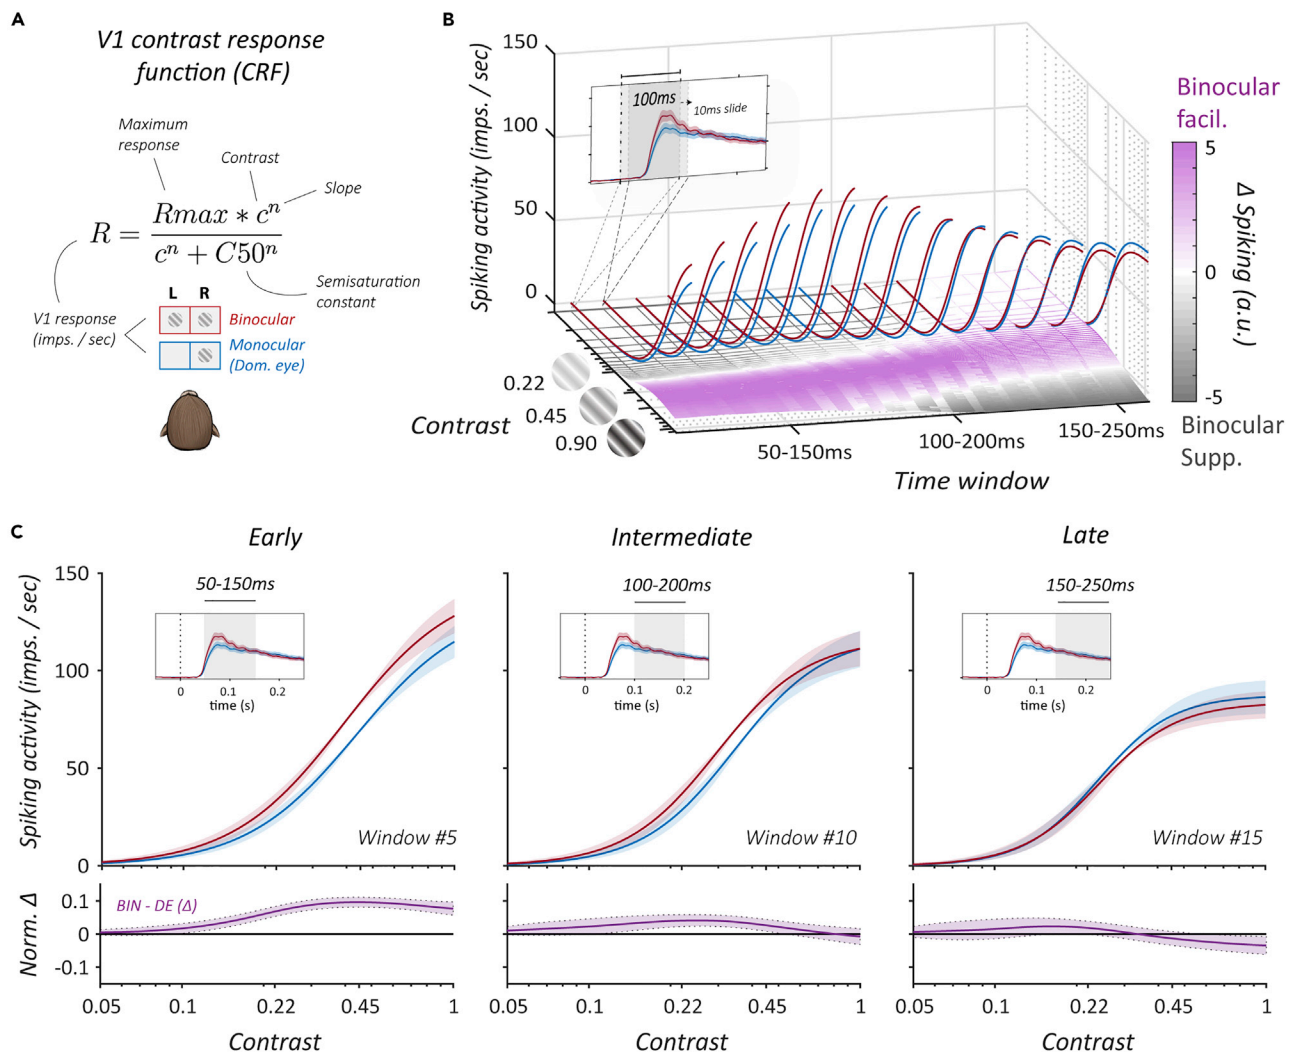 A
V1 contrast response
function (CRF)
Maximum
response
Contrast
Slope
R = Rmax * c^n / c^n + C50^n
Semisaturation
constant
L R
V1 response
(imps. / sec)
Binocular
Monocular
(Dom. eye)
B
Spiking activity (imps. / sec)
150
100
50
0
100ms
10ms slide
0.22
0.45
0.90
Contrast
50-150ms
100-200ms
150-250ms
Time window
Binocular
facil.
5
0
-5
Δ Spiking (a.u.)
Binocular
Supp.
C
Early
Spiking activity (imps. / sec)
150
100
50
0
50-150ms
0 0.1 0.2
time (s)
Window #5
Norm. Δ
0.1
0
-0.1
BIN - DE (Δ)
0.05 0.1 0.22 0.45 1
Contrast
Intermediate
100-200ms
0 0.1 0.2
time (s)
Window #10
0.05 0.1 0.22 0.45 1
Contrast
Late
150-250ms
0 0.1 0.2
time (s)
Window #15
0.05 0.1 0.22 0.45 1
Contrast